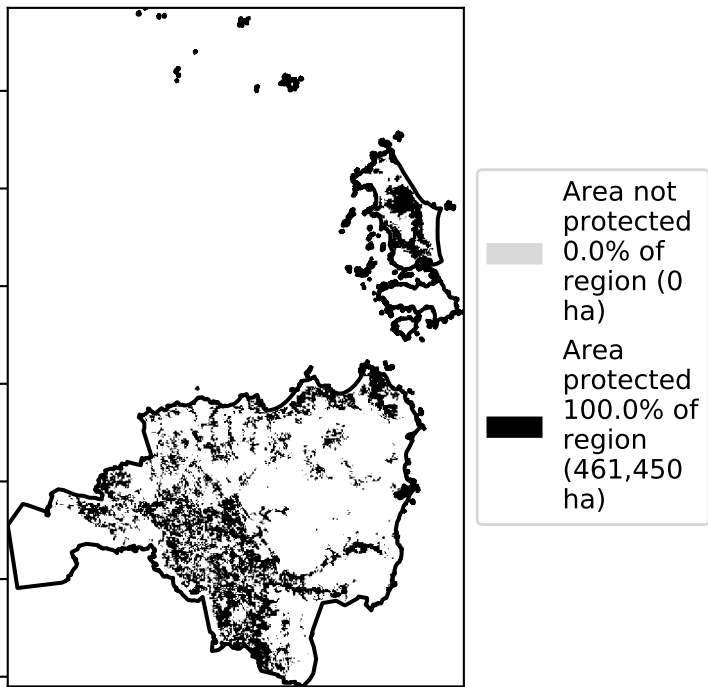 Area not
protected
0.0% of
region (0
ha)
Area
protected
100.0% of
region
(461,450
ha)